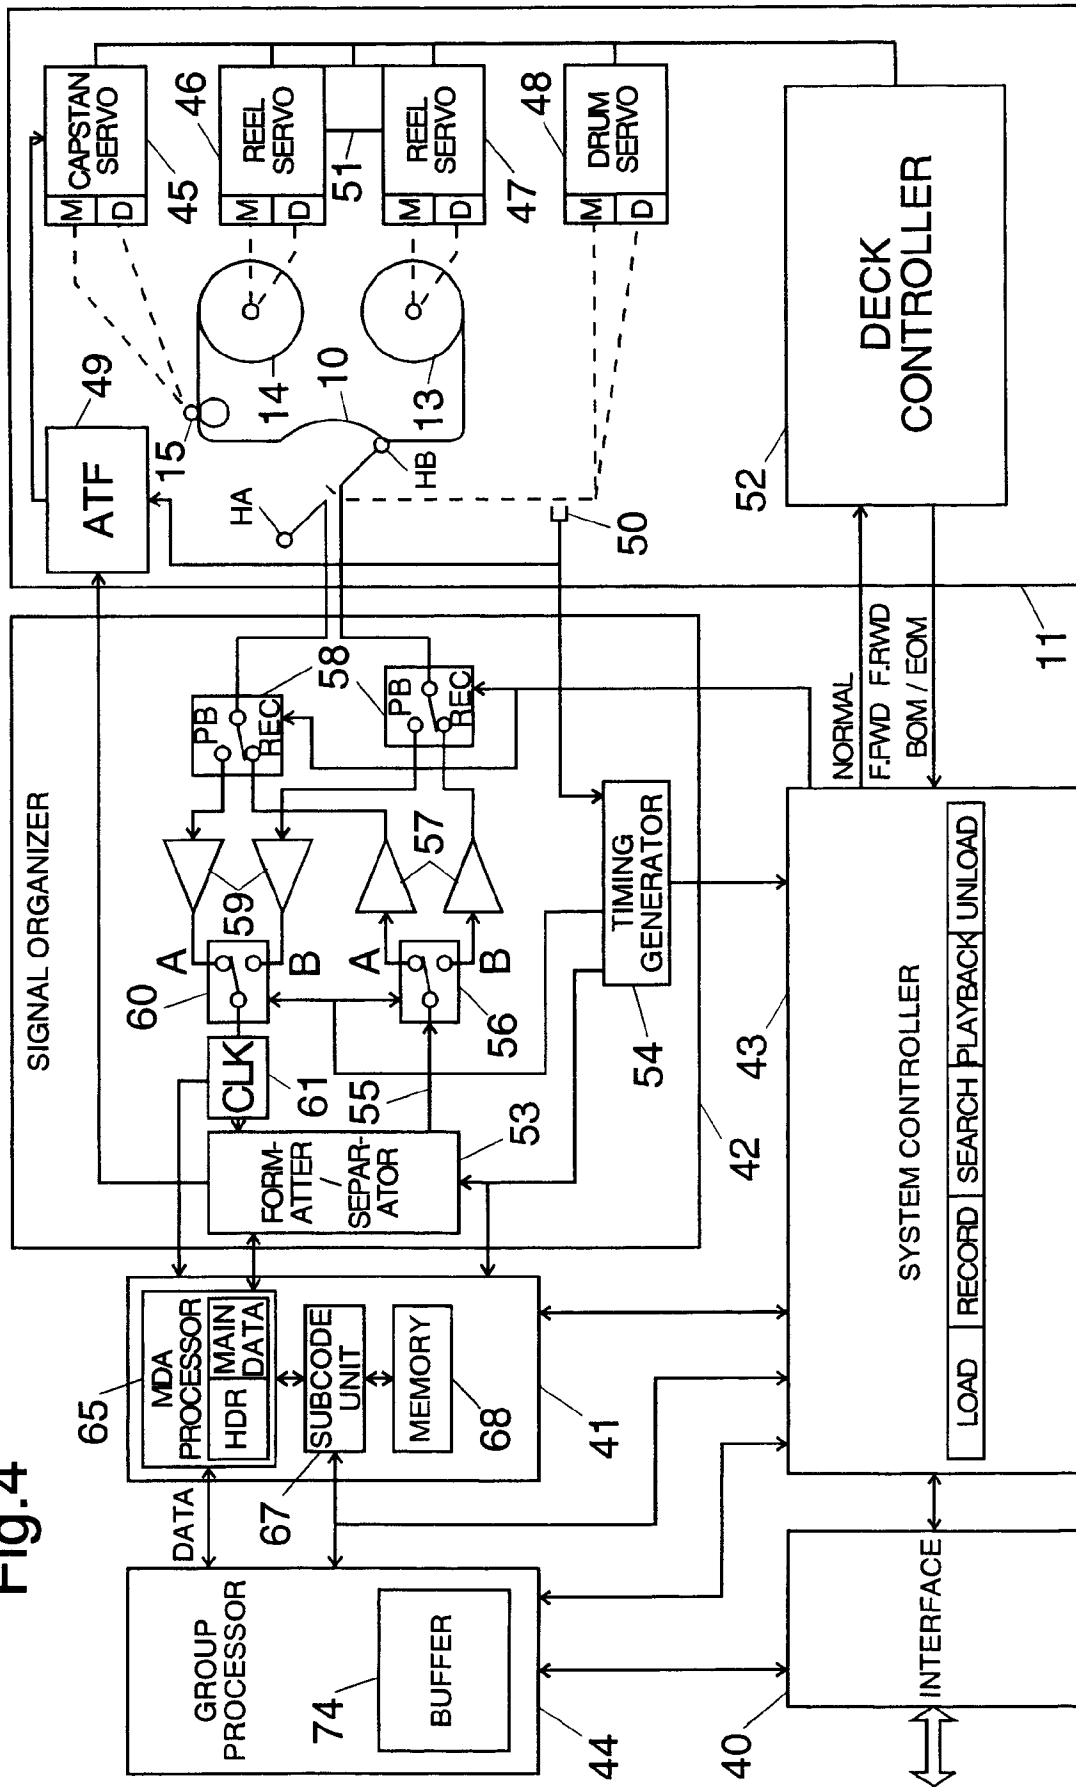 Fig.4
SIGNAL ORGANIZER
GROUP
PROCESSOR
BUFFER
74
44
DATA
65
MDA
PROCESSOR
HDR
MAIN
DATA
SUBCODE
UNIT
67
MEMORY
68
41
FORM-
ATTER
/
SEPAR-
ATOR
53
55
CLK
61
60
A
B
59
A
B
56
57
PB
REC
58
PB
REC
TIMING
GENERATOR
54
42
ATF
49
15
HA
HB
10
14
13
50
M
D
CAPSTAN
SERVO
45
M
D
REEL
SERVO
46
51
M
D
REEL
SERVO
47
M
D
DRUM
SERVO
48
DECK
CONTROLLER
52
11
NORMAL
F.FWD F.RWD
BOM / EOM
SYSTEM CONTROLLER
43
LOAD
RECORD
SEARCH
PLAYBACK
UNLOAD
INTERFACE
40